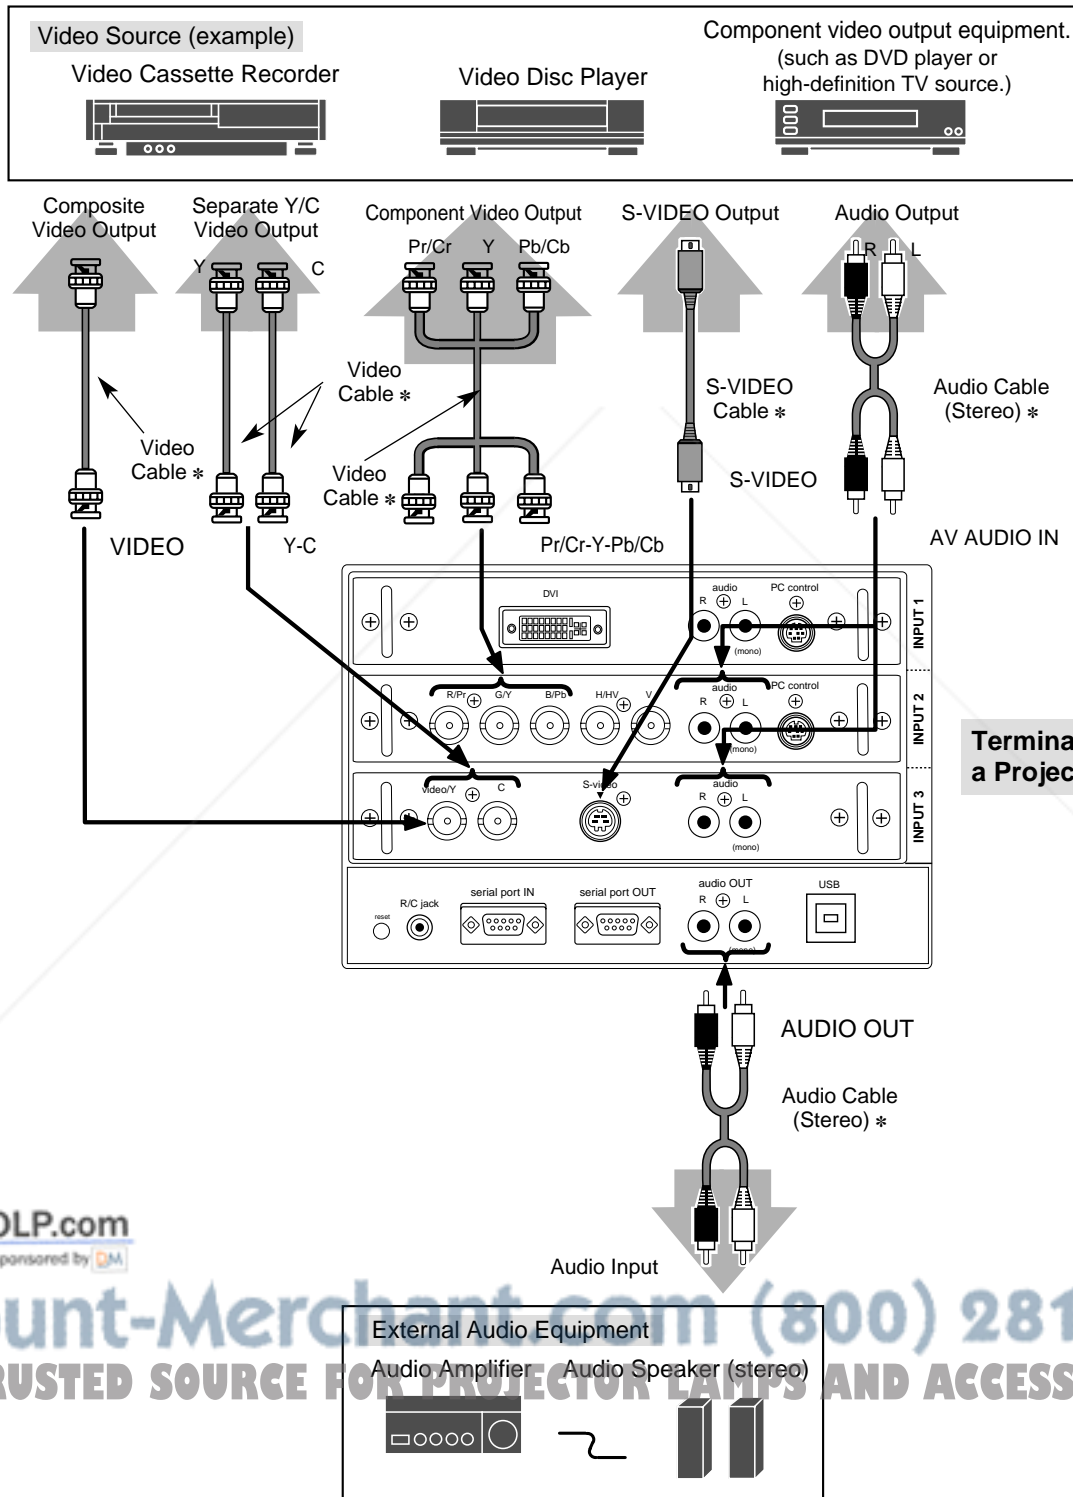 Video Source (example)
Video Cassette Recorder
Video Disc Player
Component video output equipment.
(such as DVD player or
high-definition TV source.)
Composite
Video Output
Separate Y/C
Video Output
Component Video Output
S-VIDEO Output
Audio Output
Y
C
Pr/Cr
Y
Pb/Cb
R
L
Video
Cable *
Video
Cable *
Video
Cable *
S-VIDEO
Cable *
Audio Cable
(Stereo) *
VIDEO
Y-C
Pr/Cr-Y-Pb/Cb
S-VIDEO
AV AUDIO IN
DVI
audio
R
L
(mono)
PC control
INPUT 1
R/Pr
G/Y
B/Pb
H/HV
V
audio
R
L
(mono)
PC control
INPUT 2
video/Y
C
S-video
audio
R
L
(mono)
INPUT 3
reset
R/C jack
serial port IN
serial port OUT
audio OUT
R
L
(mono)
USB
Termina
a Projec
AUDIO OUT
Audio Cable
(Stereo) *
Audio Input
External Audio Equipment
Audio Amplifier
Audio Speaker (stereo)
DLP.com
ponsored by DM
unt-Merchant.com (800) 281
RUSTED SOURCE FOR PROJECTOR LAMPS AND ACCESS